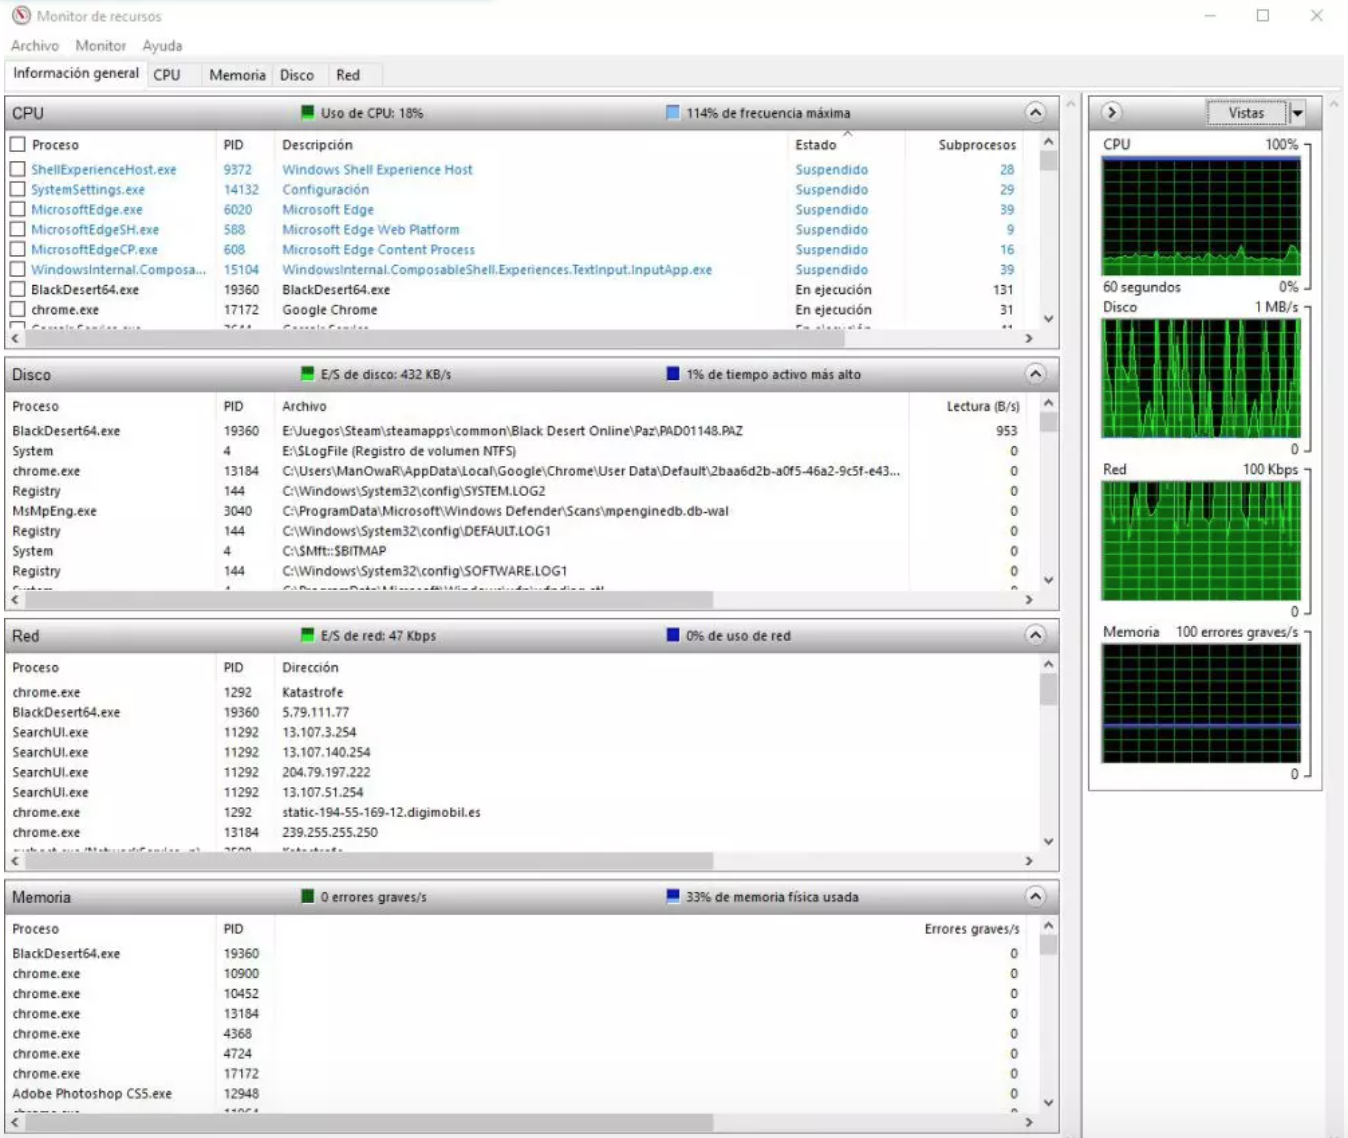 Monitor de recursos
Archivo Monitor Ayuda
Información general CPU Memoria Disco Red
CPU Uso de CPU: 18% 114% de frecuencia máxima
Proceso PID Descripción Estado Subprocesos
ShellExperienceHost.exe 9372 Windows Shell Experience Host Suspendido 28
SystemSettings.exe 14132 Configuración Suspendido 29
MicrosoftEdge.exe 6020 Microsoft Edge Suspendido 39
MicrosoftEdgeSH.exe 588 Microsoft Edge Web Platform Suspendido 9
MicrosoftEdgeCP.exe 608 Microsoft Edge Content Process Suspendido 16
WindowsInternal.Composa... 15104 WindowsInternal.ComposableShell.Experiences.TextInput.InputApp.exe Suspendido 39
BlackDesert64.exe 19360 BlackDesert64.exe En ejecución 131
chrome.exe 17172 Google Chrome En ejecución 31
Disco E/S de disco: 432 KB/s 1% de tiempo activo más alto
Proceso PID Archivo Lectura (B/s)
BlackDesert64.exe 19360 E:\Juegos\Steam\steamapps\common\Black Desert Online\Paz\PAD01148.PAZ 953
System 4 E:\$LogFile (Registro de volumen NTFS) 0
chrome.exe 13184 C:\Users\ManOwaR\AppData\Local\Google\Chrome\User Data\Default\2baa6d2b-a0f5-46a2-9c5f-e43... 0
Registry 144 C:\Windows\System32\config\SYSTEM.LOG2 0
MsMpEng.exe 3040 C:\ProgramData\Microsoft\Windows Defender\Scans\mpenginedb.db-wal 0
Registry 144 C:\Windows\System32\config\DEFAULT.LOG1 0
System 4 C:\$Mft::$BITMAP 0
Registry 144 C:\Windows\System32\config\SOFTWARE.LOG1 0
Red E/S de red: 47 Kbps 0% de uso de red
Proceso PID Dirección
chrome.exe 1292 Katastrofe
BlackDesert64.exe 19360 5.79.111.77
SearchUI.exe 11292 13.107.3.254
SearchUI.exe 11292 13.107.140.254
SearchUI.exe 11292 204.79.197.222
SearchUI.exe 11292 13.107.51.254
chrome.exe 1292 static-194-55-169-12.digimobil.es
chrome.exe 13184 239.255.255.250
Memoria 0 errores graves/s 33% de memoria física usada
Proceso PID Errores graves/s
BlackDesert64.exe 19360 0
chrome.exe 10900 0
chrome.exe 10452 0
chrome.exe 13184 0
chrome.exe 4368 0
chrome.exe 4724 0
chrome.exe 17172 0
Adobe Photoshop CS5.exe 12948 0
Vistas
CPU 100%
60 segundos 0%
Disco 1 MB/s
0
Red 100 Kbps
0
Memoria 100 errores graves/s
0